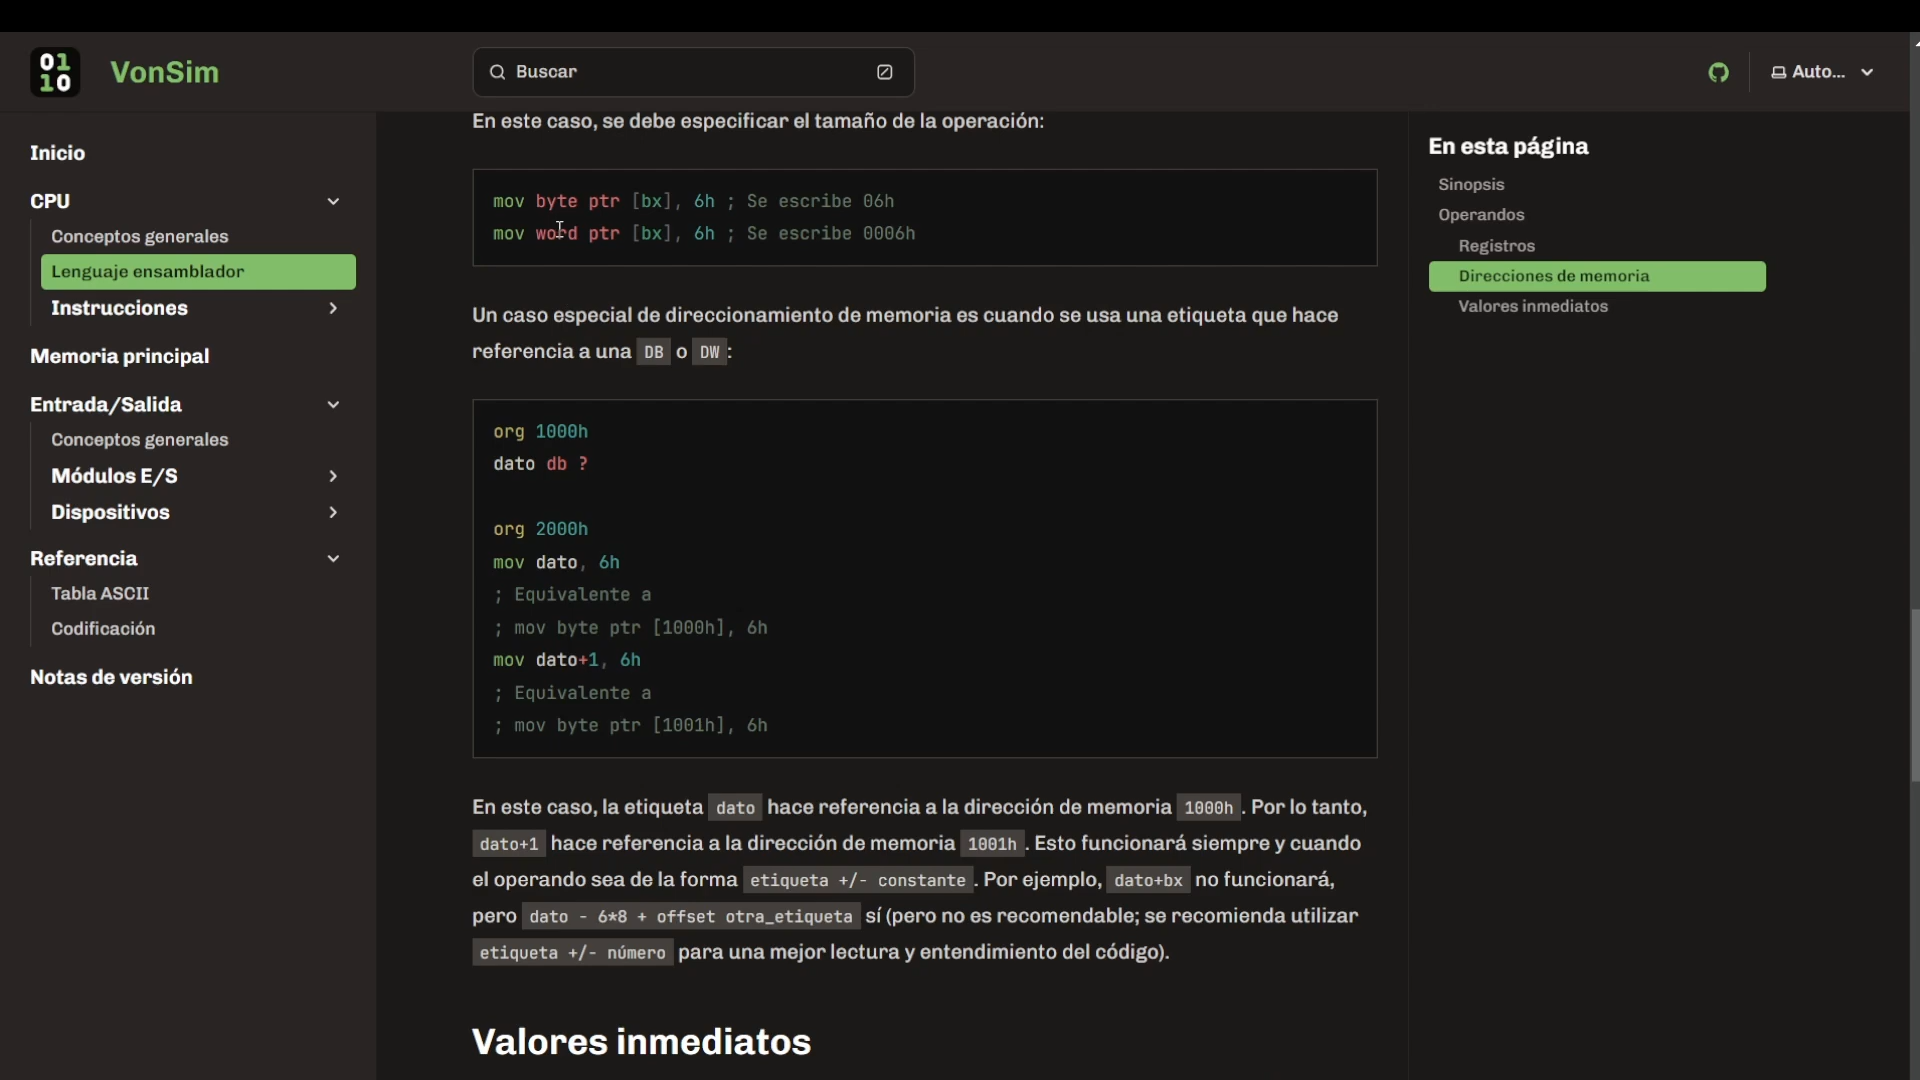 01
10
VonSim
Buscar
Auto...
Inicio
CPU
Conceptos generales
Lenguaje ensamblador
Instrucciones
Memoria principal
Entrada/Salida
Conceptos generales
Módulos E/S
Dispositivos
Referencia
Tabla ASCII
Codificación
Notas de versión
En este caso, se debe especificar el tamaño de la operación:
mov byte ptr [bx], 6h ; Se escribe 06h
mov word ptr [bx], 6h ; Se escribe 0006h
Un caso especial de direccionamiento de memoria es cuando se usa una etiqueta que hace
referencia a una DB o DW:
org 1000h
dato db ?
org 2000h
mov dato, 6h
; Equivalente a
; mov byte ptr [1000h], 6h
mov dato+1, 6h
; Equivalente a
; mov byte ptr [1001h], 6h
En este caso, la etiqueta dato hace referencia a la dirección de memoria 1000h. Por lo tanto,
dato+1 hace referencia a la dirección de memoria 1001h. Esto funcionará siempre y cuando
el operando sea de la forma etiqueta +/- constante. Por ejemplo, dato+bx no funcionará,
pero dato - 6*8 + offset otra_etiqueta sí (pero no es recomendable; se recomienda utilizar
etiqueta +/- número para una mejor lectura y entendimiento del código).
Valores inmediatos
En esta página
Sinopsis
Operandos
Registros
Direcciones de memoria
Valores inmediatos